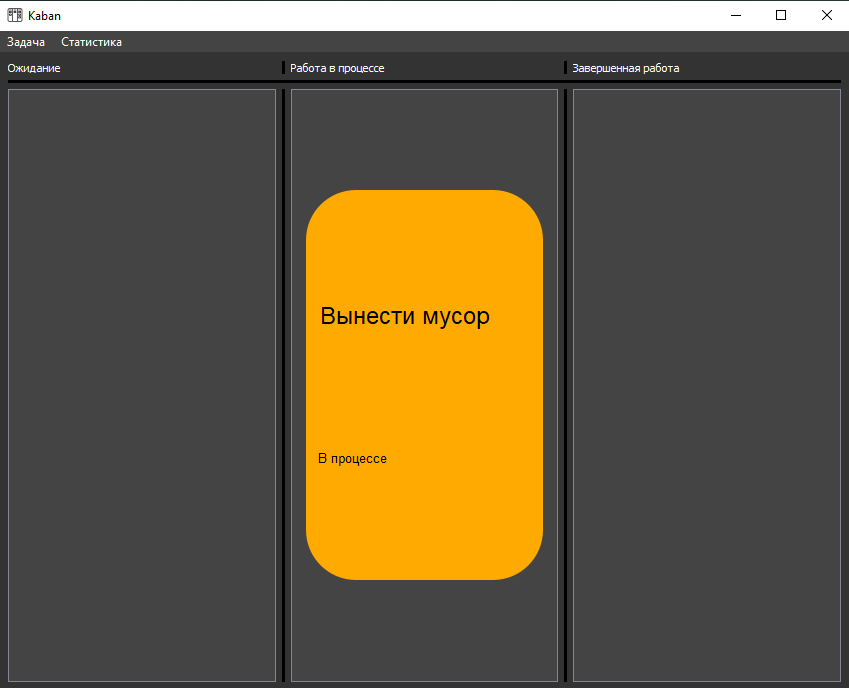 Kaban
Задача Статистика
Ожидание Работа в процессе Завершенная работа
Вынести мусор
В процессе